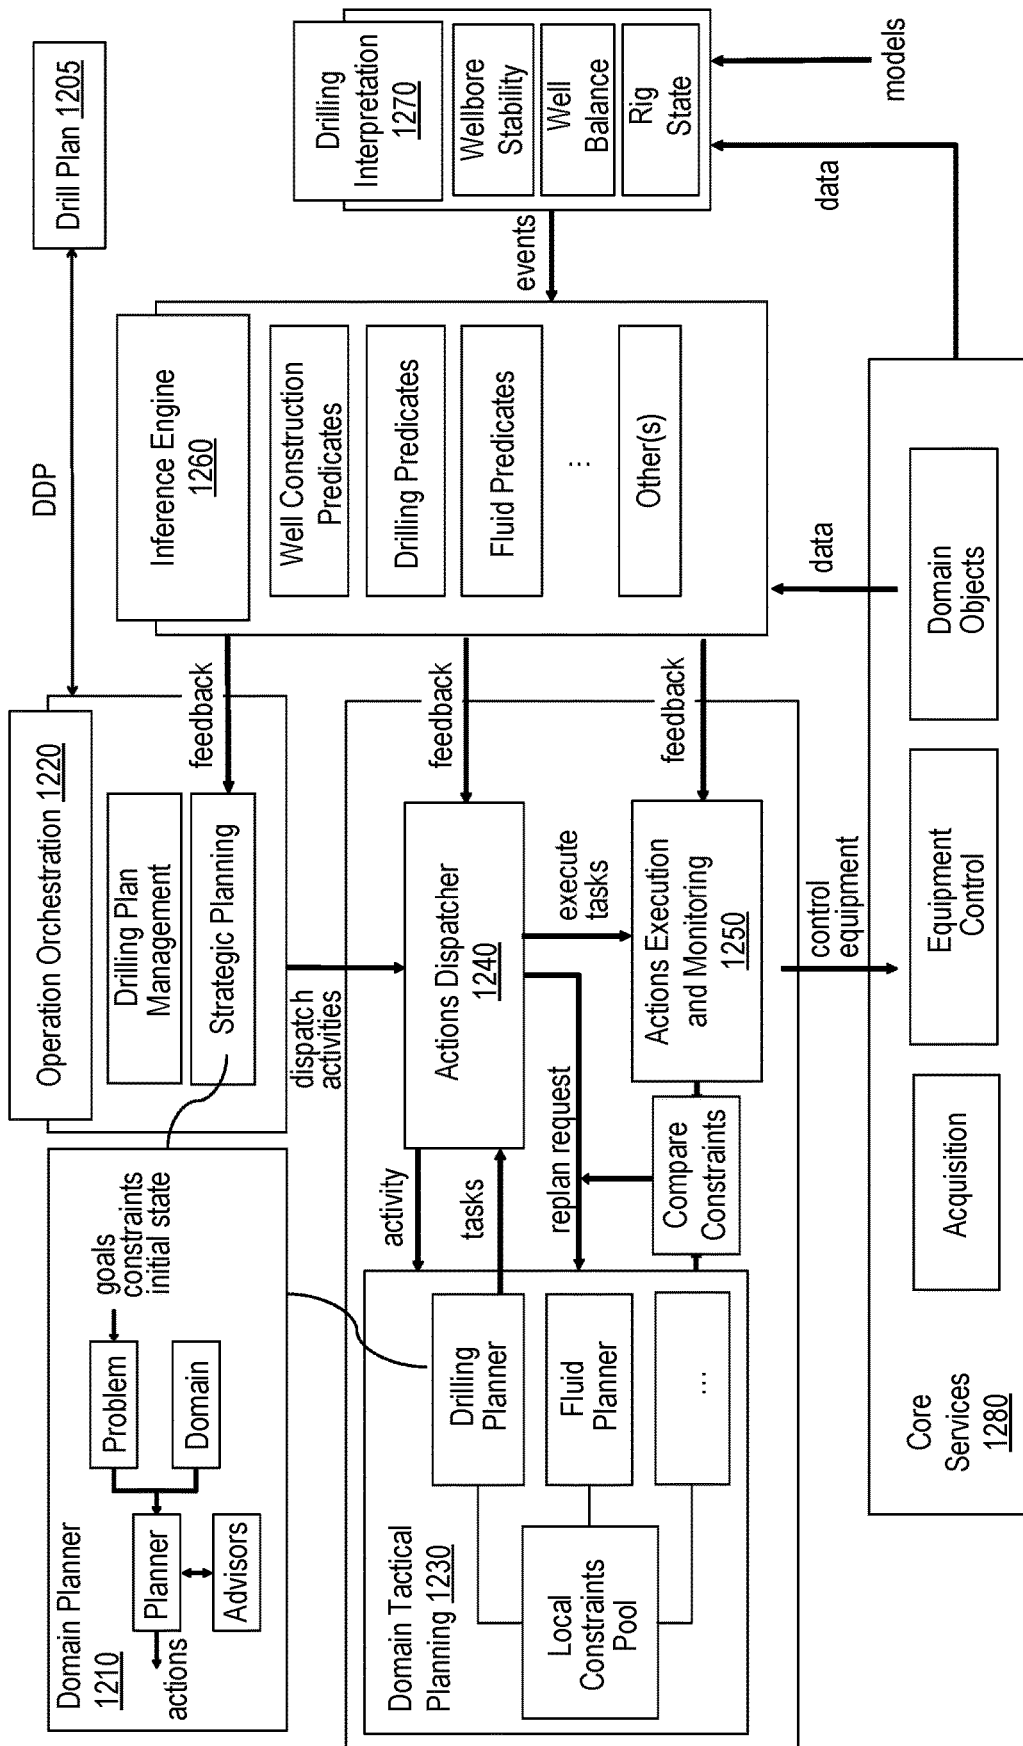 Domain Planner
1210
actions
Planner
Advisors
Problem
Domain
goals
constraints
initial state
Operation Orchestration 1220
Drilling Plan
Management
Strategic Planning
feedback
DDP
Drill Plan 1205
dispatch
activities
Inference Engine
1260
Well Construction
Predicates
Drilling Predicates
Fluid Predicates
...
Other(s)
events
Drilling
Interpretation
1270
Wellbore
Stability
Well
Balance
Rig
State
models
data
Domain Tactical
Planning 1230
Local
Constraints
Pool
Drilling
Planner
Fluid
Planner
...
activity
tasks
replan request
Compare
Constraints
Actions Dispatcher
1240
feedback
execute
tasks
Actions Execution
and Monitoring
1250
feedback
control
equipment
data
Core
Services
1280
Acquisition
Equipment
Control
Domain
Objects